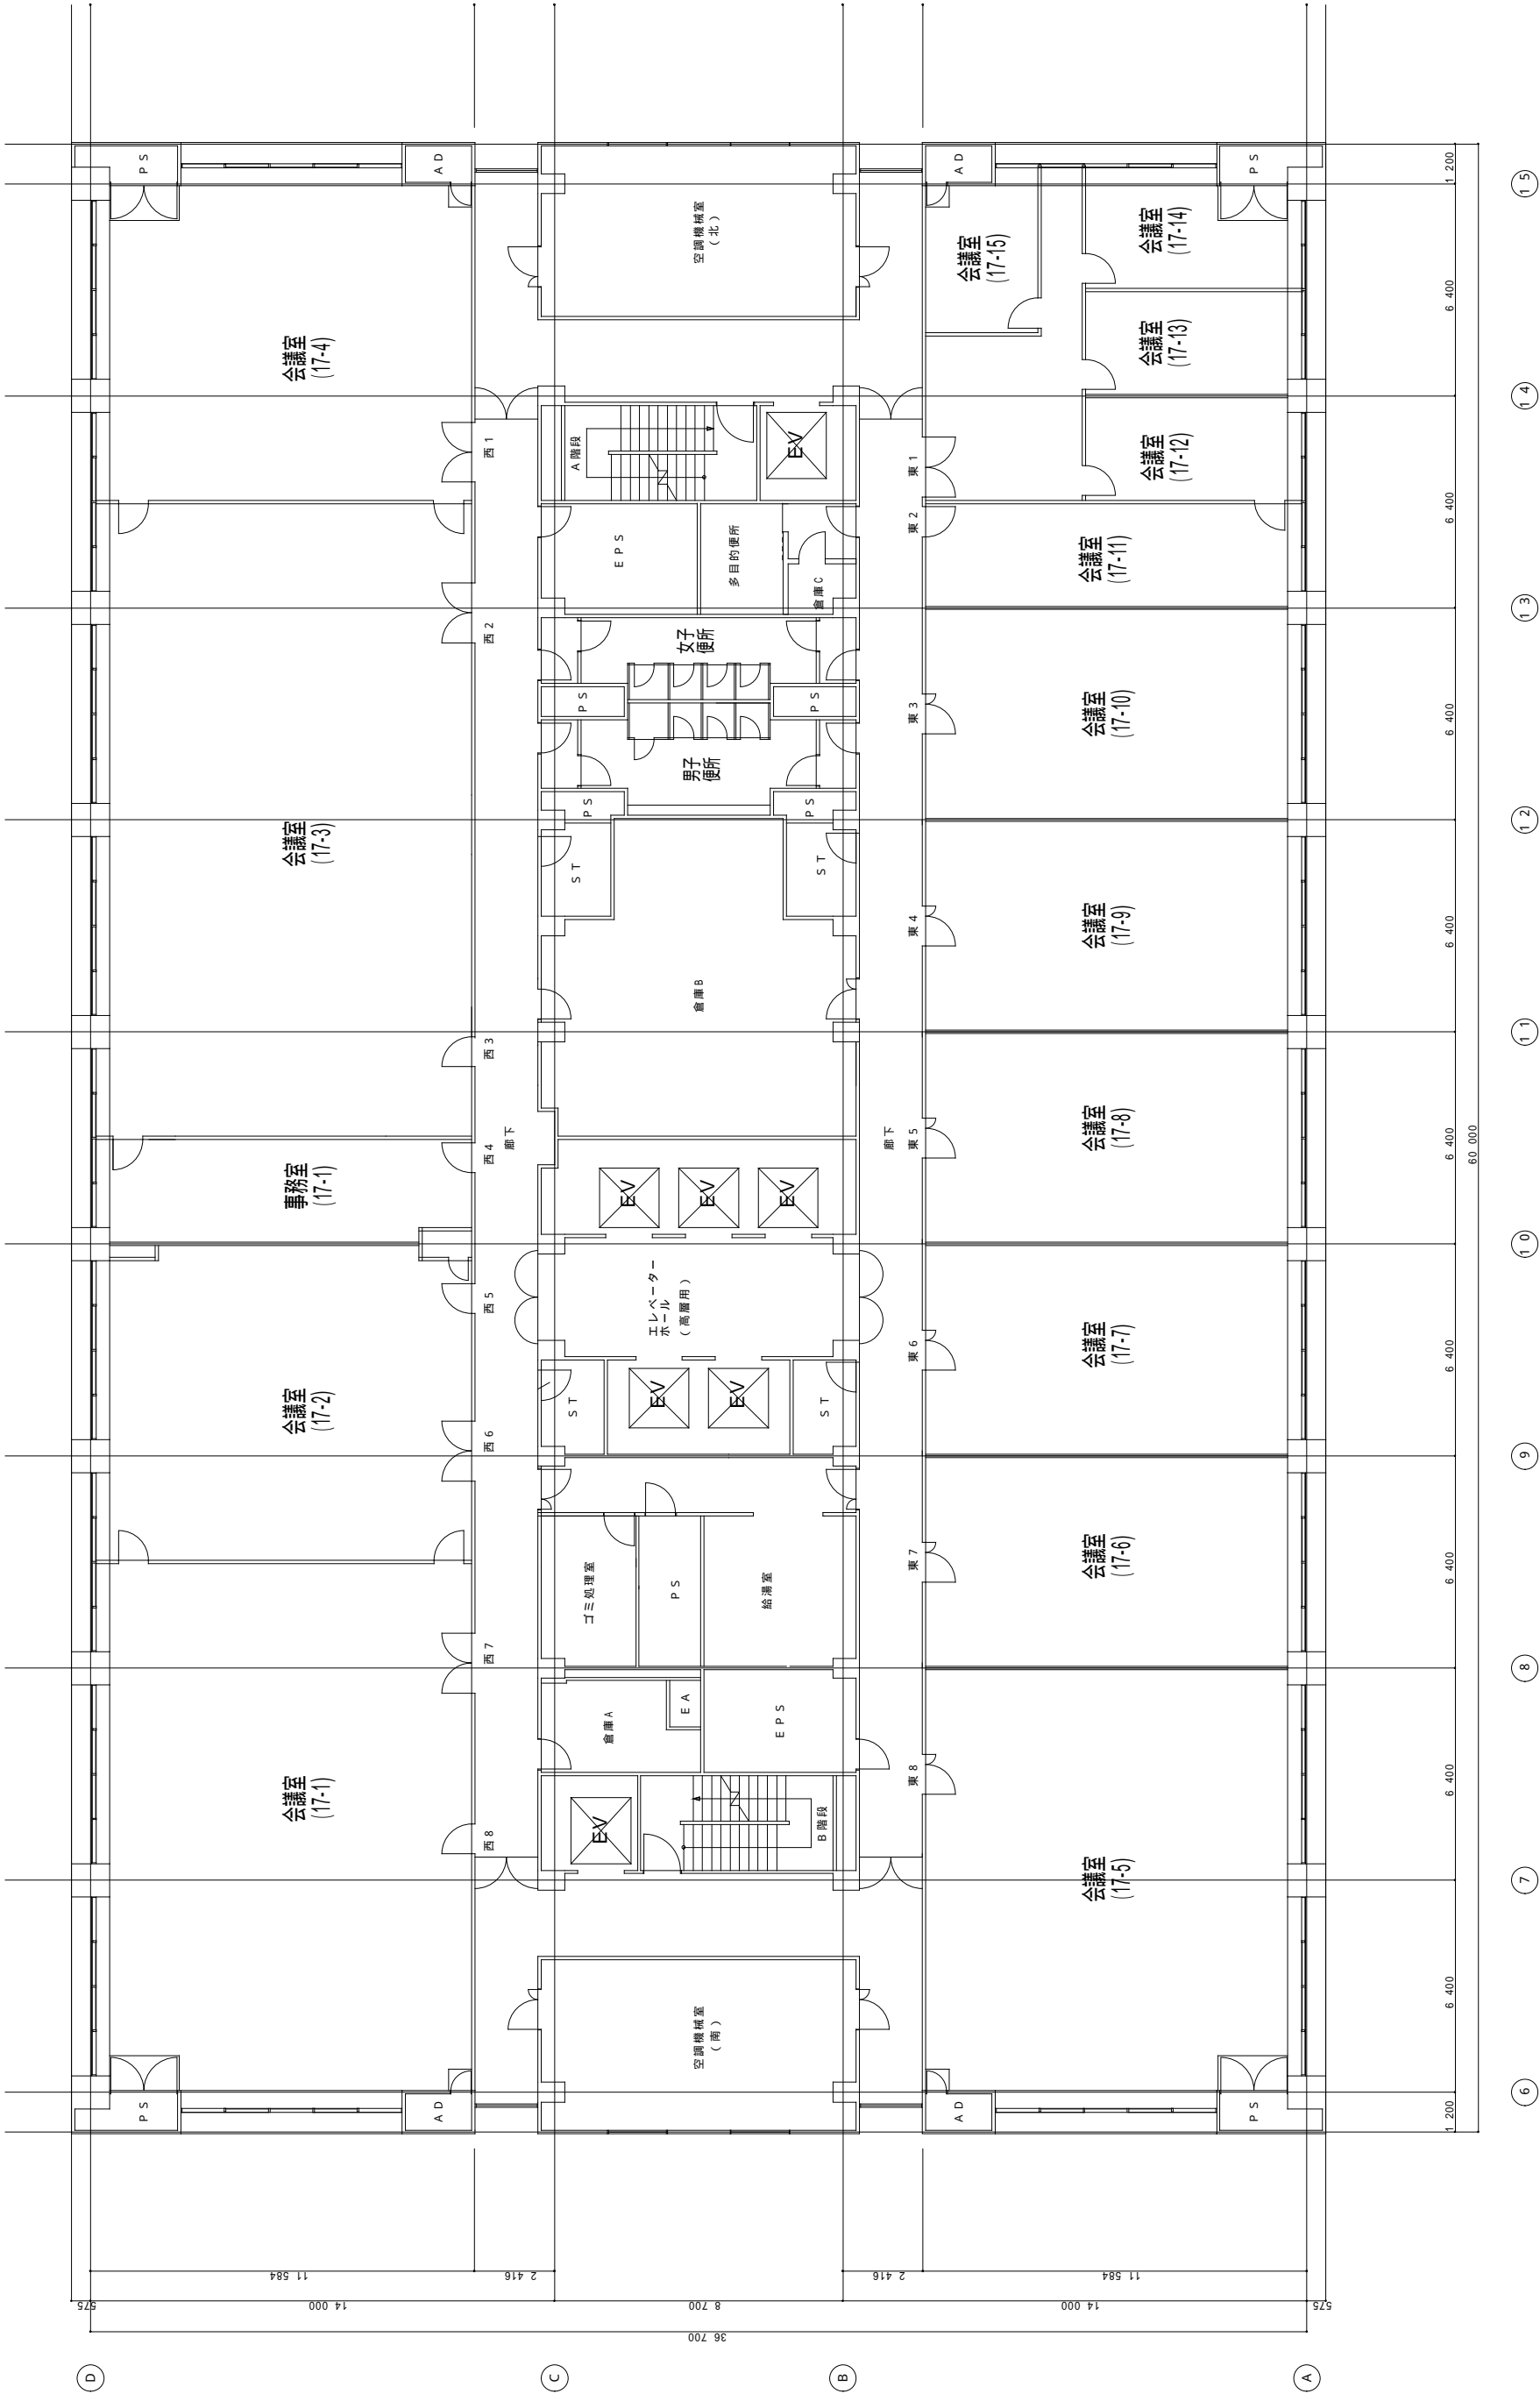 PS
AD
AD
PS
空調機械室
(北)
会議室
(17-4)
会議室
(17-15)
会議室
(17-14)
会議室
(17-13)
会議室
(17-12)
会議室
(17-11)
西1
A階段
EV
東1
東2
EPS
多目的便所
倉庫C
西2
女子
便所
PS
PS
男子
便所
PS
PS
東3
会議室
(17-10)
会議室
(17-3)
ST
ST
東4
会議室
(17-9)
倉庫B
西3
西4
廊下
廊下
東5
会議室
(17-8)
事務室
(17-1)
EV
EV
EV
西5
エレベーター
ホール
(高層用)
東6
会議室
(17-7)
会議室
(17-2)
ST
EV
EV
ST
西6
東7
会議室
(17-6)
ゴミ処理室
PS
給湯室
西7
倉庫A
EA
EPS
東8
会議室
(17-1)
西8
EV
B階段
会議室
(17-5)
空調機械室
(南)
PS
AD
AD
PS
1 200
6 400
6 400
6 400
6 400
6 400
6 400
6 400
6 400
6 400
1 200
60 000
15
14
13
12
11
10
9
8
7
6
11 584
2 416
2 416
11 584
575
14 000
8 700
14 000
575
36 700
D
C
B
A